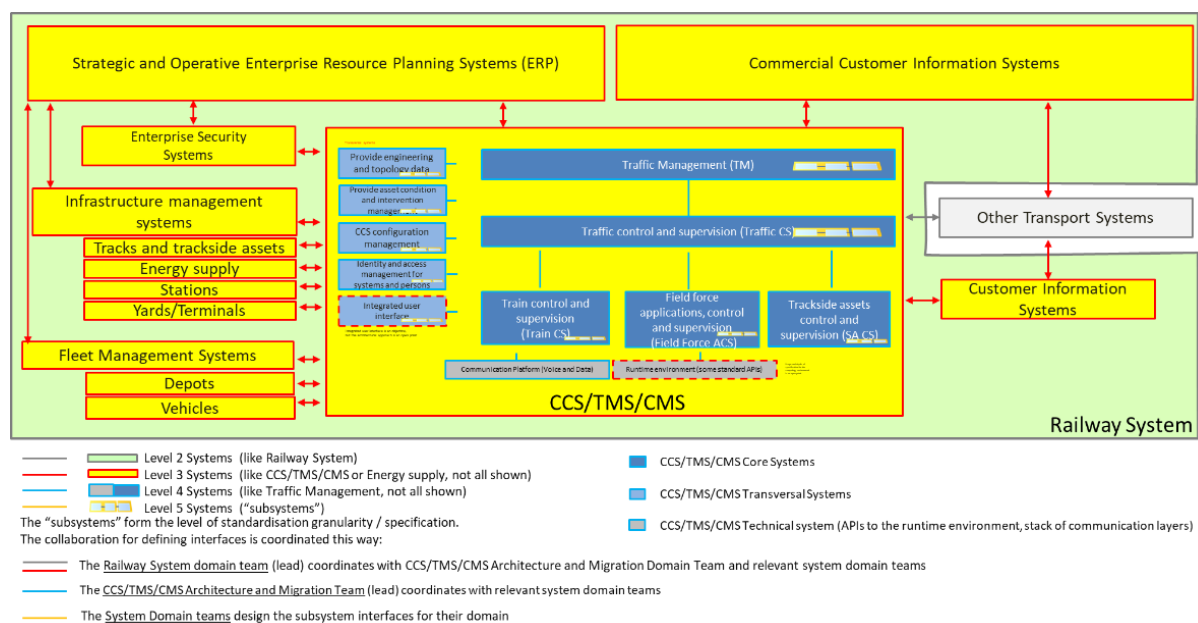 Strategic and Operative Enterprise Resource Planning Systems (ERP)
Commercial Customer Information Systems
Enterprise Security
Systems
Infrastructure management
systems
Tracks and trackside assets
Energy supply
Stations
Yards/Terminals
Fleet Management Systems
Depots
Vehicles
Provide engineering
and topology data
Provide asset condition
and intervention
CCS configuration
management
Identity and access
management for
systems and persons
Integrated user
interface
Traffic Management (TM)
Traffic control and supervision (Traffic CS)
Train control and
supervision
(Train CS)
Field force
applications, control
and supervision
(Field Force ACS)
Trackside assets
control and
supervision (SA CS)
Communication Platform (Voice and Data)
Runtime environment (some standard APIs)
CCS/TMS/CMS
Other Transport Systems
Customer Information
Systems
Railway System
Level 2 Systems (like Railway System)
Level 3 Systems (like CCS/TMS/CMS or Energy supply, not all shown)
Level 4 Systems (like Traffic Management, not all shown)
Level 5 Systems ("subsystems")
The "subsystems" form the level of standardisation granularity / specification.
The collaboration for defining interfaces is coordinated this way:
CCS/TMS/CMS Core Systems
CCS/TMS/CMS Transversal Systems
CCS/TMS/CMS Technical system (APIs to the runtime environment, stack of communication layers)
The Railway System domain team (lead) coordinates with CCS/TMS/CMS Architecture and Migration Domain Team and relevant system domain teams
The CCS/TMS/CMS Architecture and Migration Team (lead) coordinates with relevant system domain teams
The System Domain teams design the subsystem interfaces for their domain